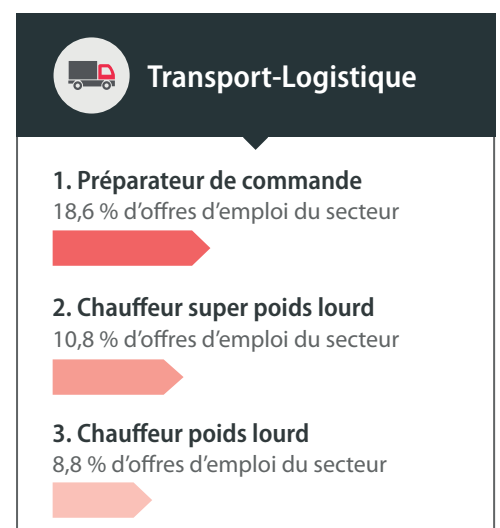 Transport-Logistique
1. Préparateur de commande
18,6 % d’offres d’emploi du secteur
2. Chauffeur super poids lourd
10,8 % d’offres d’emploi du secteur
3. Chauffeur poids lourd
8,8 % d’offres d’emploi du secteur